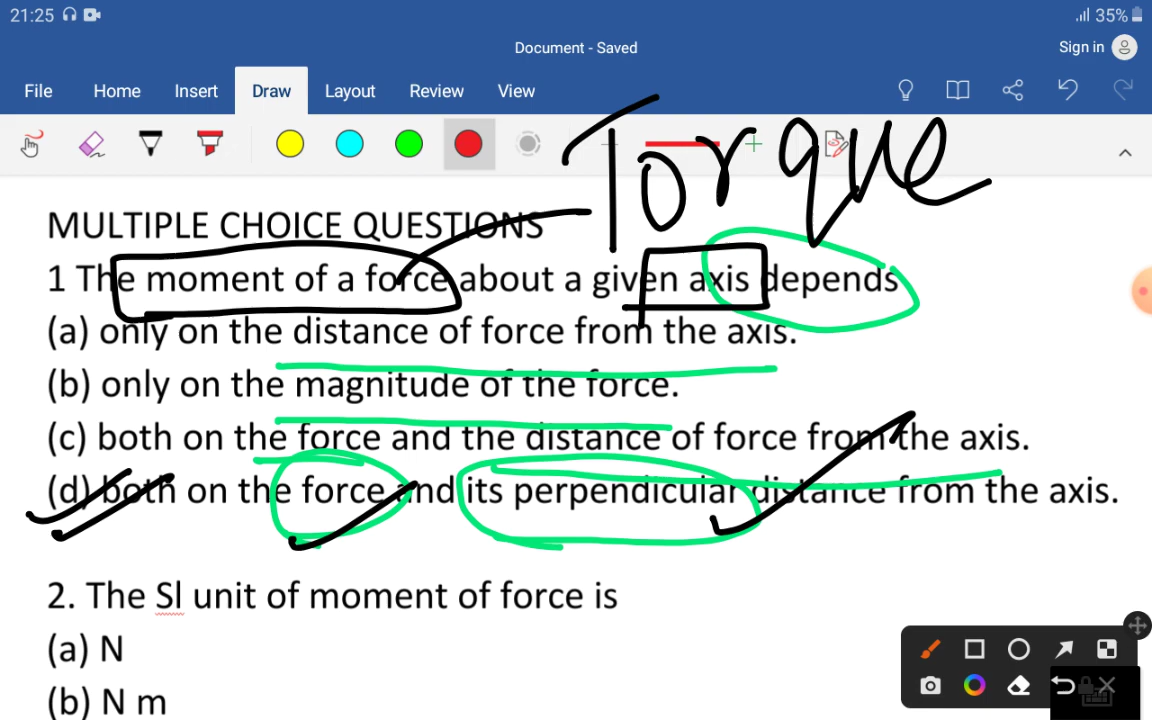 21:25
35%
Document - Saved
Sign in
File Home Insert Draw Layout Review View
Torque
MULTIPLE CHOICE QUESTIONS
1 The moment of a force about a given axis depends
(a) only on the distance of force from the axis.
(b) only on the magnitude of the force.
(c) both on the force and the distance of force from the axis.
(d) both on the force and its perpendicular distance from the axis.
2. The Sl unit of moment of force is
(a) N
(b) N m